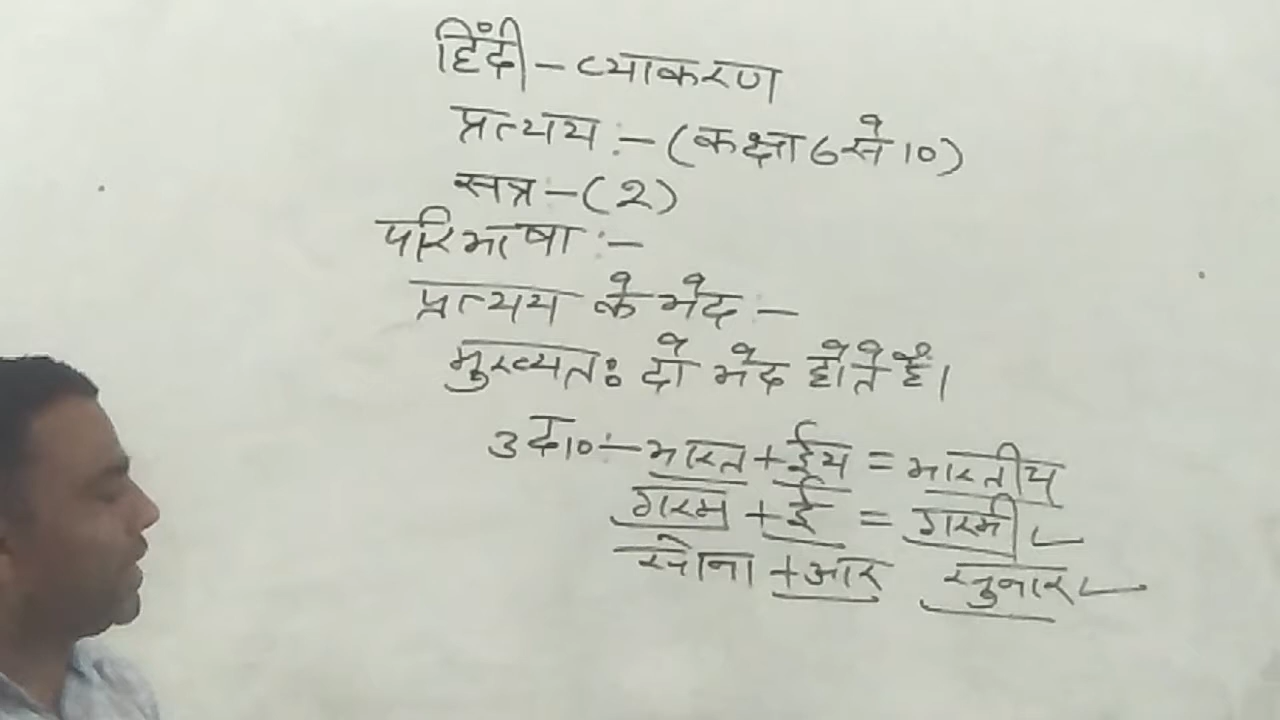 हिंदी – व्याकरण
प्रत्यय :– (कक्षा 6 से 10)
सत्र :– (2)
परिभाषा :–
प्रत्यय के भेद :–
मुख्यतः दो भेद होते हैं।
उदा० :– भारत + ईय = भारतीय
गरम + ई = गरमी
सोना + आर सुनार